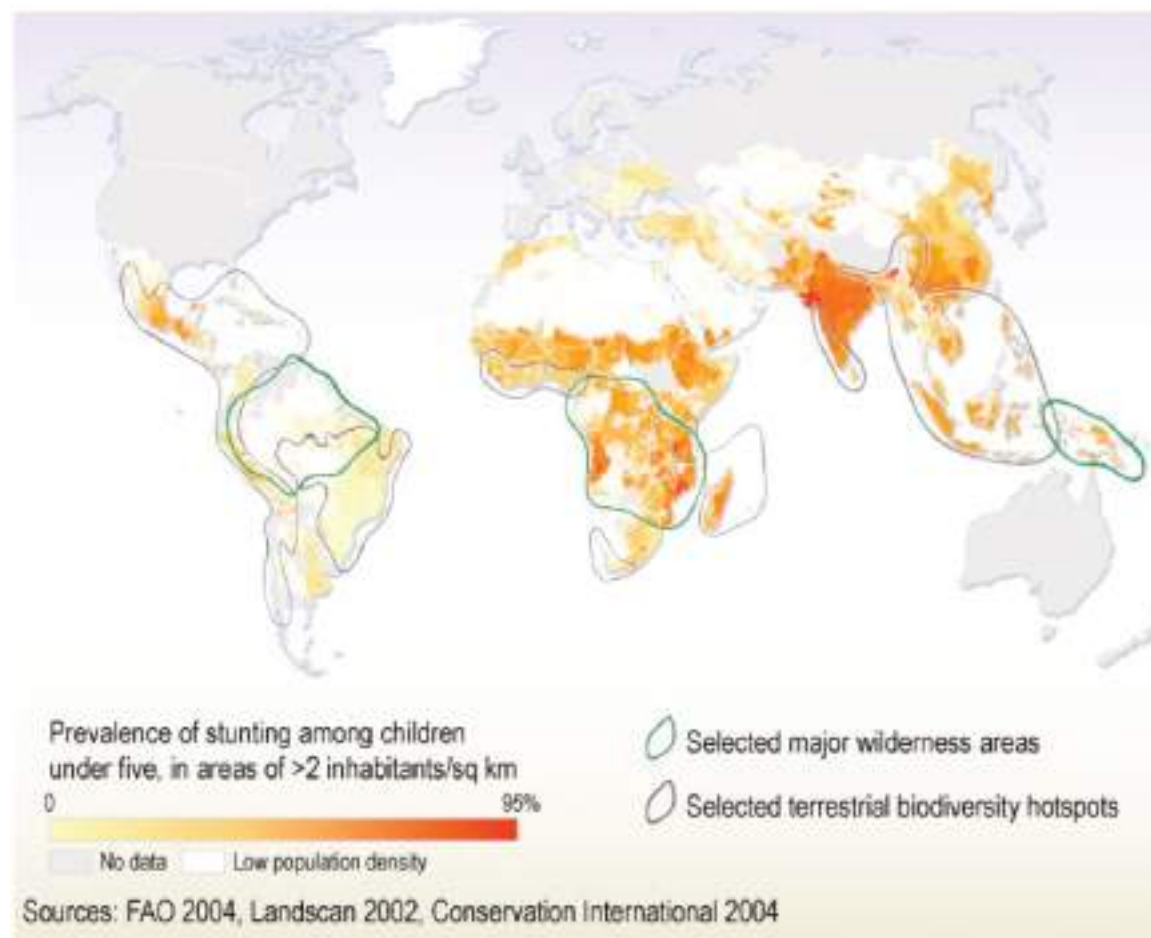 Prevalence of stunting among children
under five, in areas of >2 inhabitants/sq km
0 95%
No data Low population density
Selected major wilderness areas
Selected terrestrial biodiversity hotspots
Sources: FAO 2004, Landscan 2002, Conservation International 2004